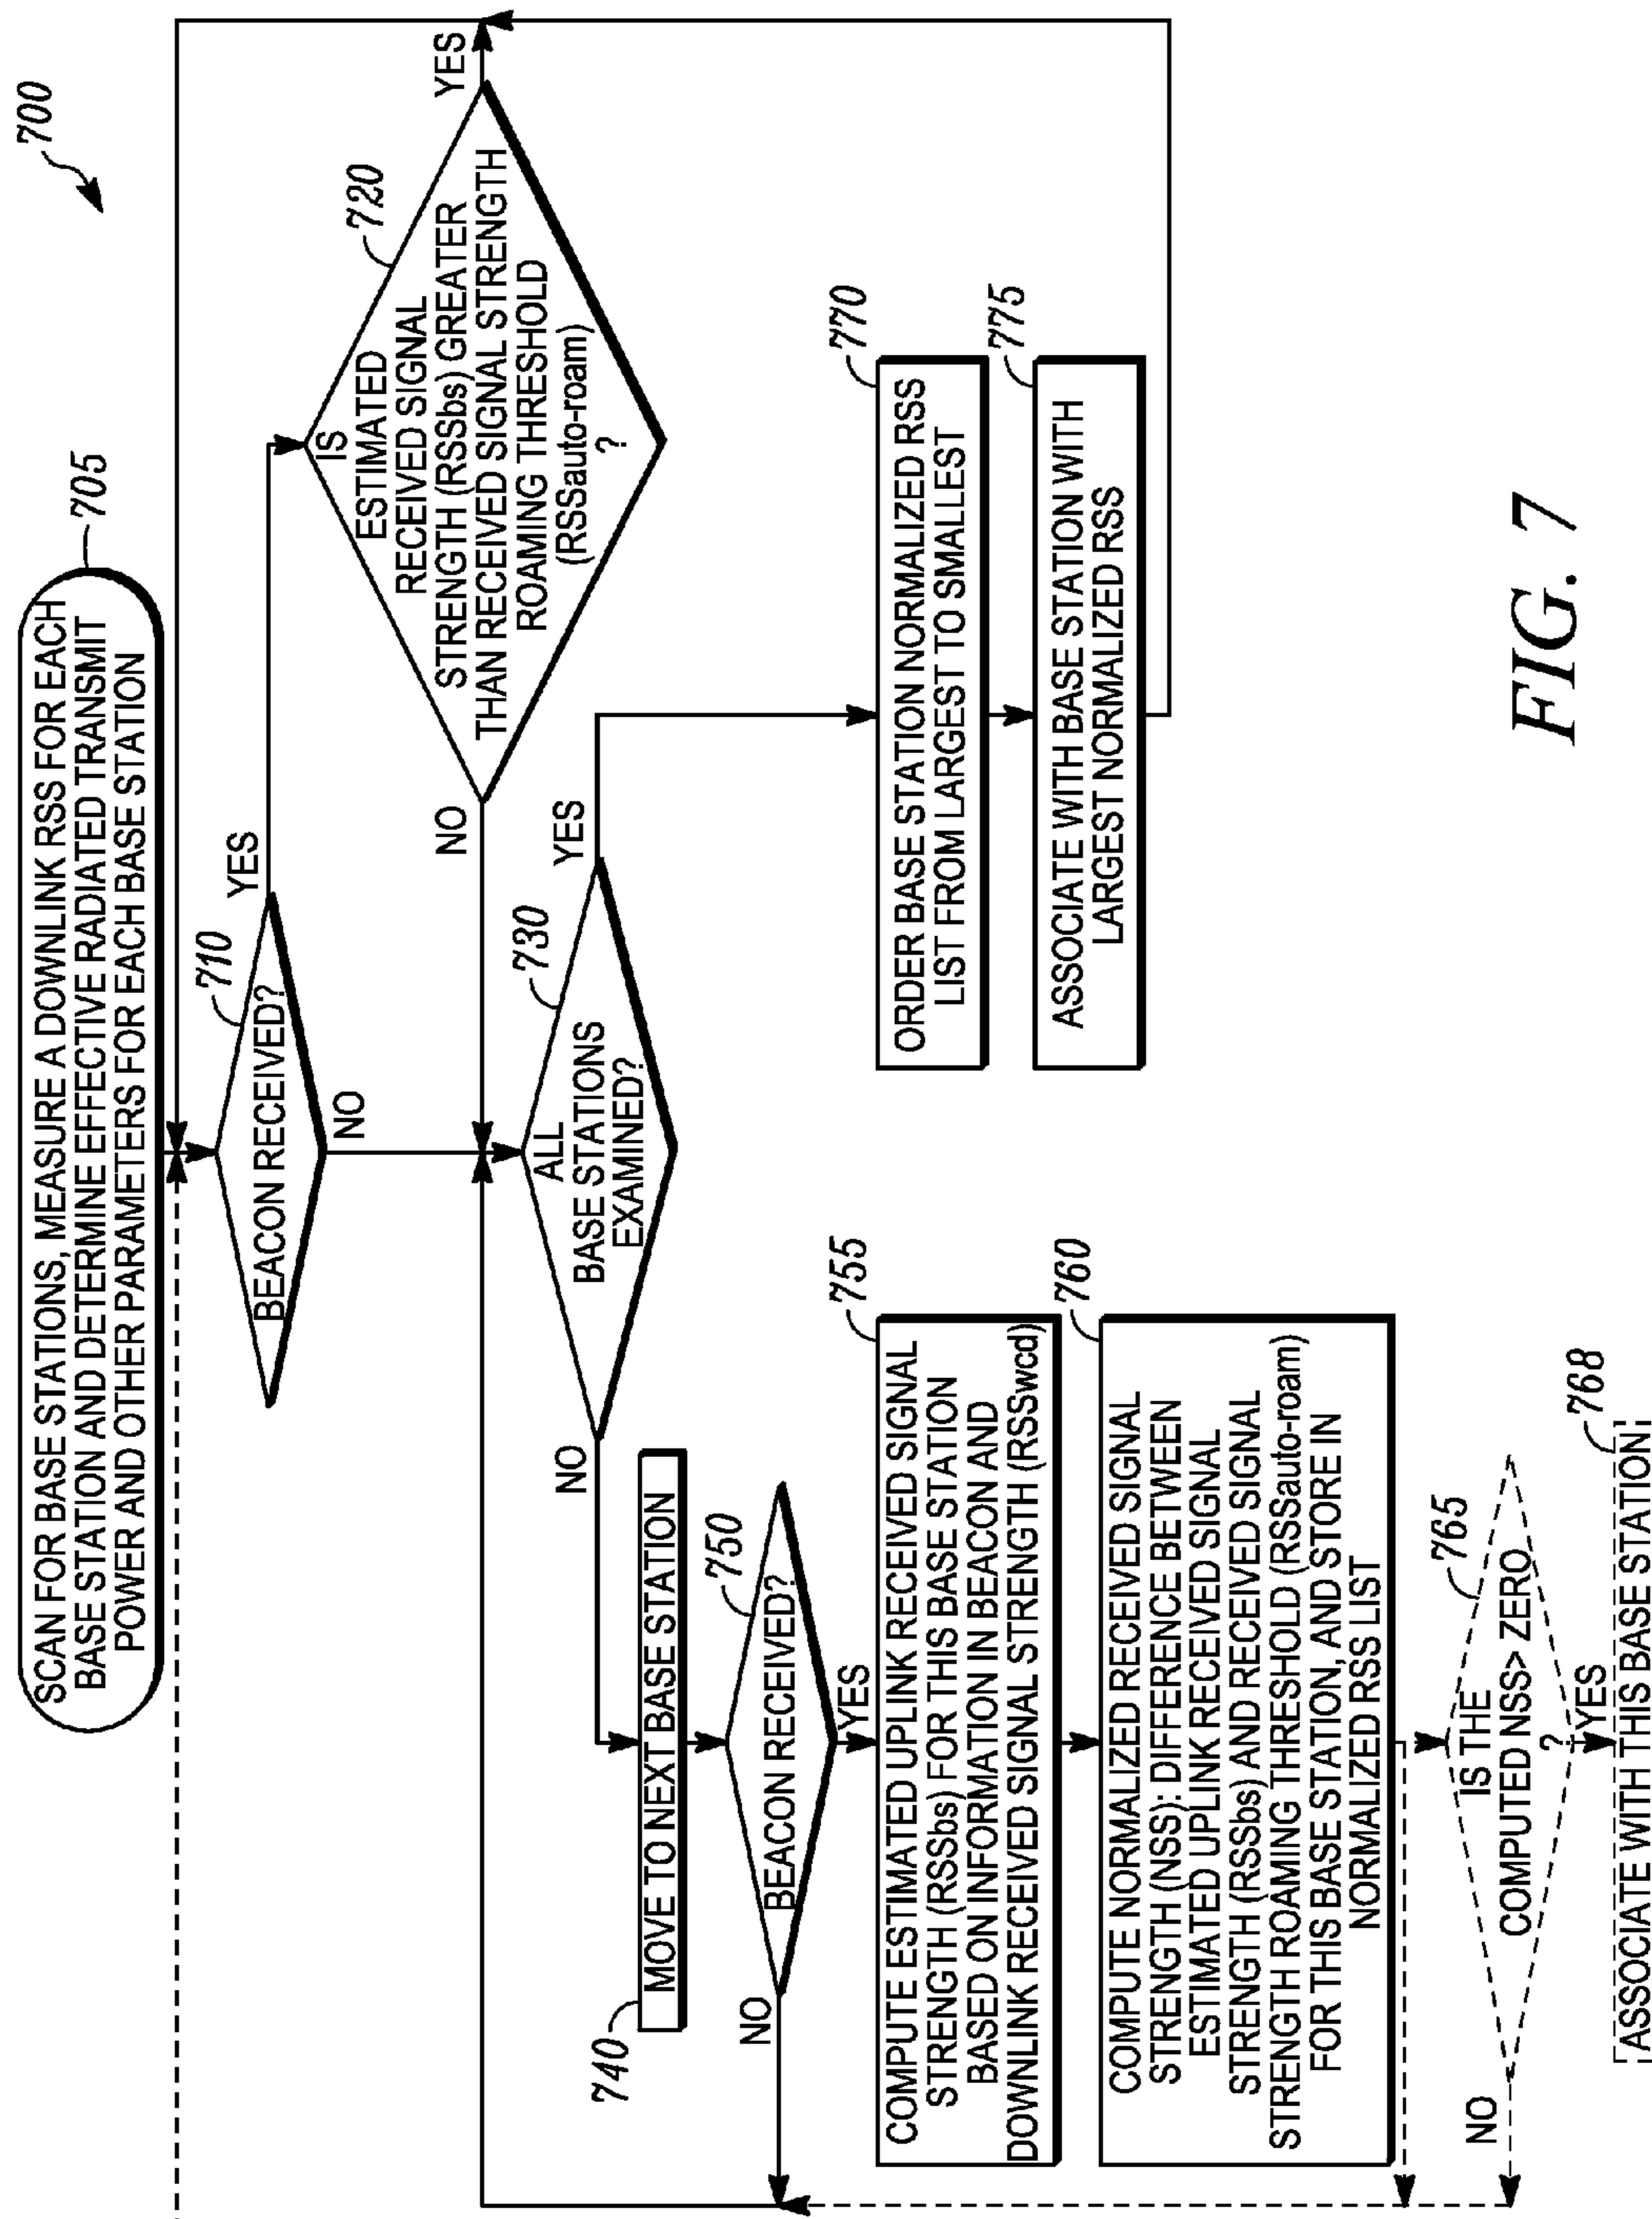 700
SCAN FOR BASE STATIONS, MEASURE A DOWNLINK RSS FOR EACH
BASE STATION AND DETERMINE EFFECTIVE RADIATED TRANSMIT
POWER AND OTHER PARAMETERS FOR EACH BASE STATION
705
BEACON RECEIVED?
710
YES
NO
IS
ESTIMATED
RECEIVED SIGNAL
STRENGTH (RSSbs) GREATER
THAN RECEIVED SIGNAL STRENGTH
ROAMING THRESHOLD
(RSSauto-roam)
?
720
YES
NO
ALL
BASE STATIONS
EXAMINED?
730
YES
NO
740
MOVE TO NEXT BASE STATION
BEACON RECEIVED?
750
NO
YES
COMPUTE ESTIMATED UPLINK RECEIVED SIGNAL
STRENGTH (RSSbs) FOR THIS BASE STATION
BASED ON INFORMATION IN BEACON AND
DOWNLINK RECEIVED SIGNAL STRENGTH (RSSwcd)
755
COMPUTE NORMALIZED RECEIVED SIGNAL
STRENGTH (NSS): DIFFERENCE BETWEEN
ESTIMATED UPLINK RECEIVED SIGNAL
STRENGTH (RSSbs) AND RECEIVED SIGNAL
STRENGTH ROAMING THRESHOLD (RSSauto-roam)
FOR THIS BASE STATION, AND STORE IN
NORMALIZED RSS LIST
760
IS THE
COMPUTED NSS> ZERO
?
765
NO
YES
ASSOCIATE WITH THIS BASE STATION
768
ORDER BASE STATION NORMALIZED RSS
LIST FROM LARGEST TO SMALLEST
770
ASSOCIATE WITH BASE STATION WITH
LARGEST NORMALIZED RSS
775
FIG. 7